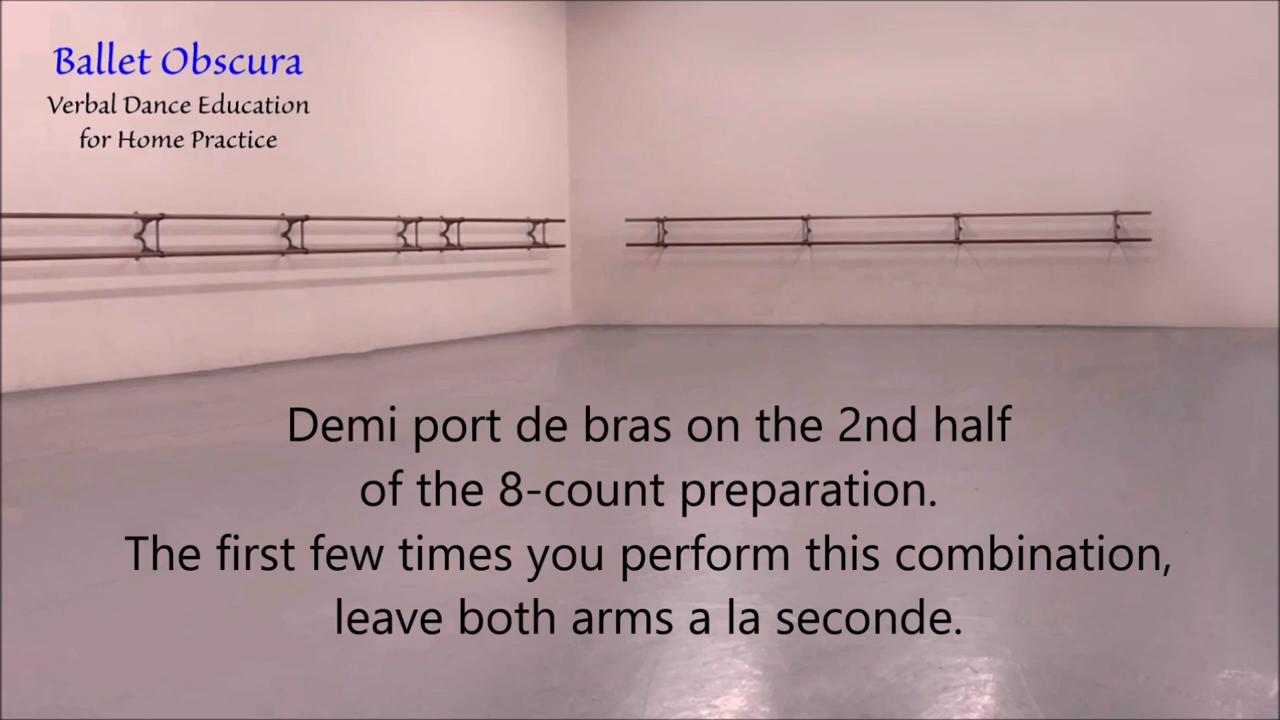 Ballet Obscura
Verbal Dance Education
for Home Practice
Demi port de bras on the 2nd half
of the 8-count preparation.
The first few times you perform this combination,
leave both arms a la seconde.